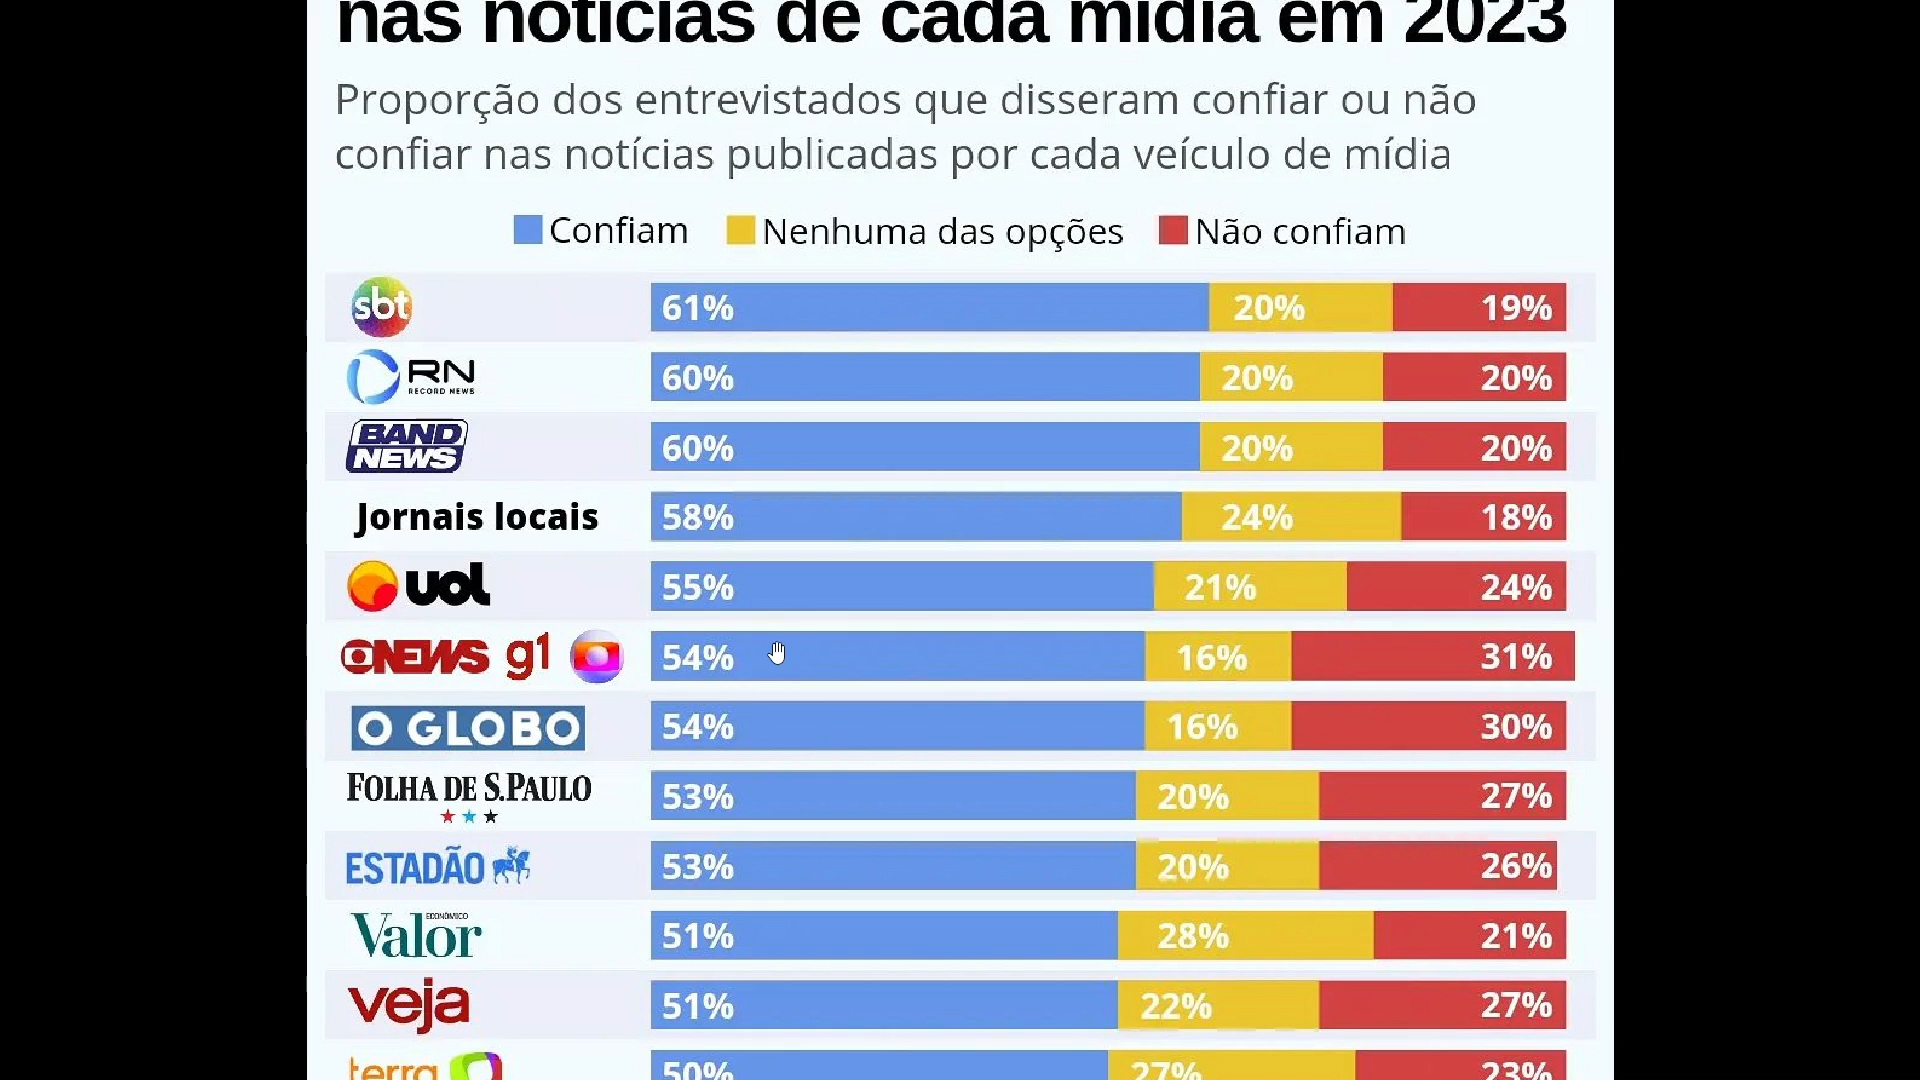 nas notícias de cada mídia em 2023
Proporção dos entrevistados que disseram confiar ou não
confiar nas notícias publicadas por cada veículo de mídia
Confiam Nenhuma das opções Não confiam
sbt 61% 20% 19%
RN RECORD NEWS 60% 20% 20%
BAND NEWS 60% 20% 20%
Jornais locais 58% 24% 18%
uol 55% 21% 24%
NEWS g1 54% 16% 31%
O GLOBO 54% 16% 30%
FOLHA DE S.PAULO 53% 20% 27%
ESTADÃO 53% 20% 26%
Valor ECONÔMICO 51% 28% 21%
veja 51% 22% 27%
terra 50% 27% 23%